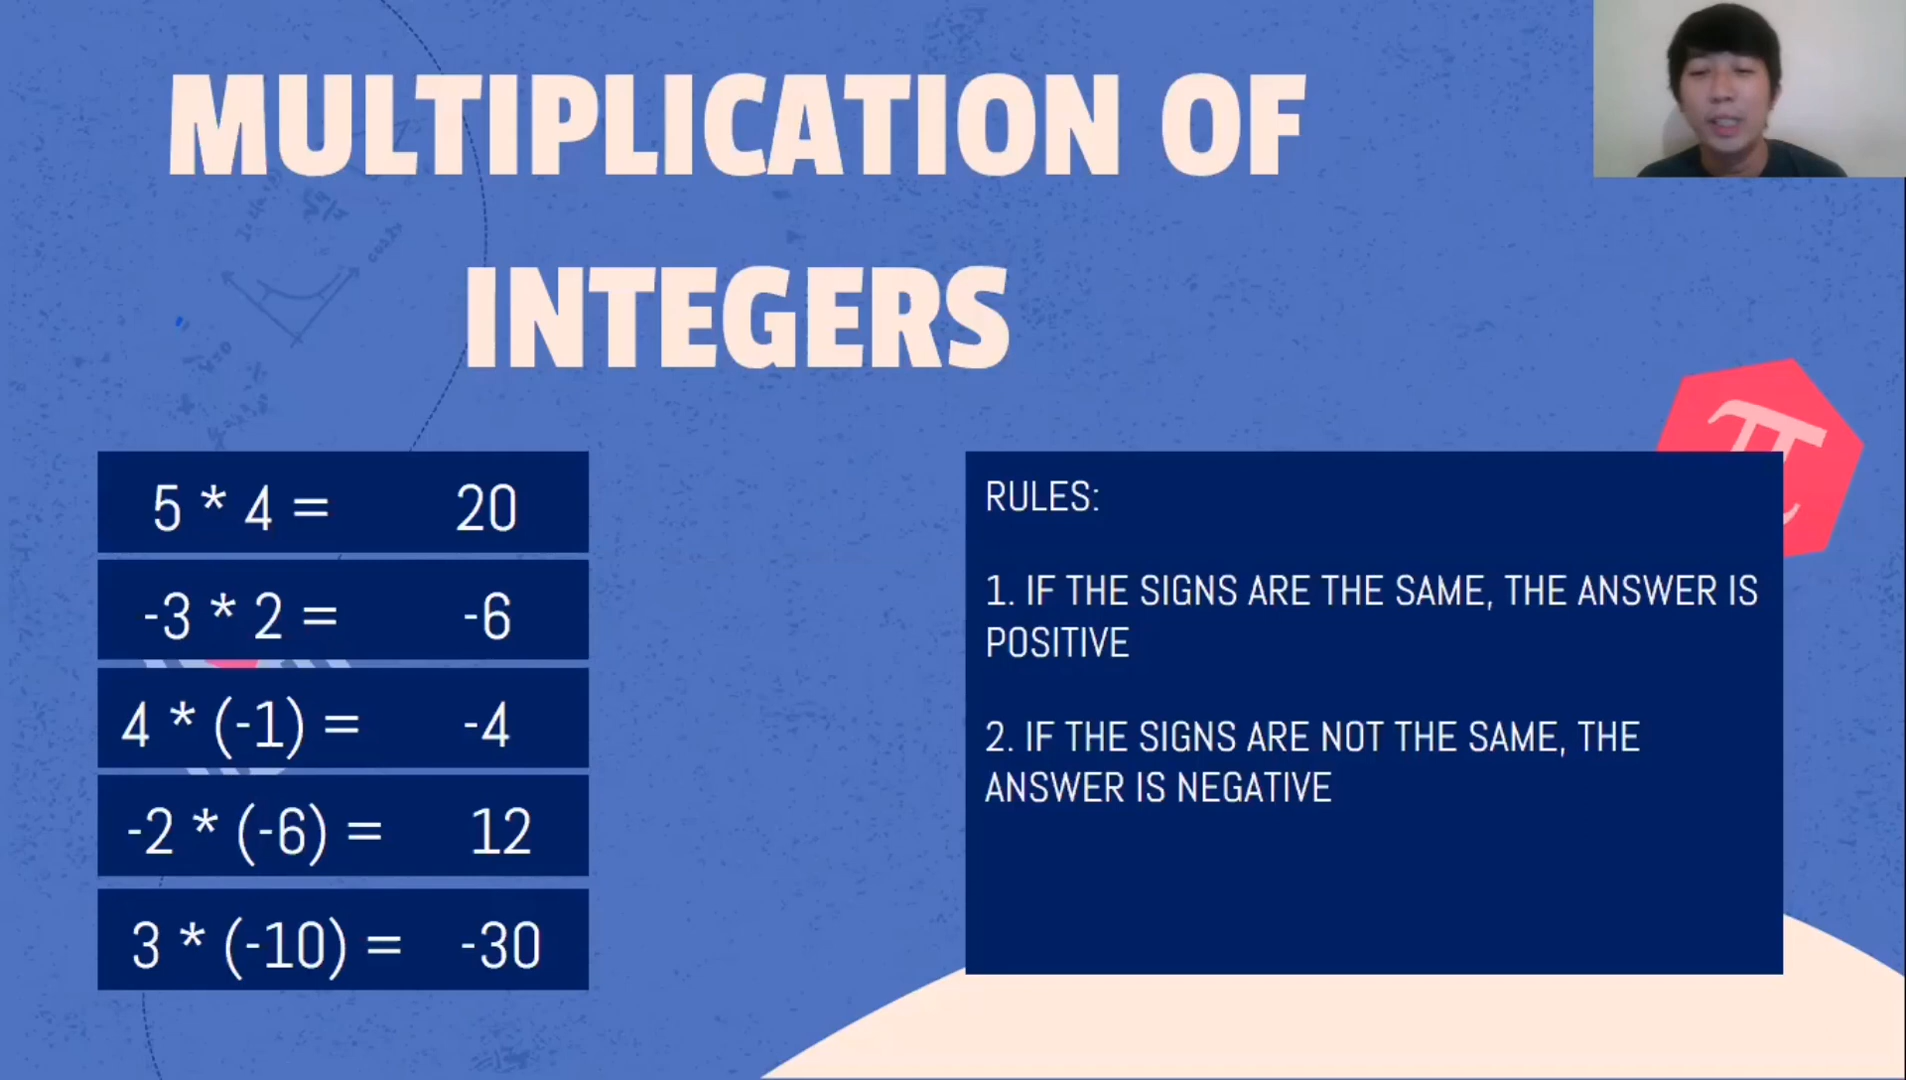 MULTIPLICATION OF
INTEGERS
5 * 4 = 20
-3 * 2 = -6
4 * (-1) = -4
-2 * (-6) = 12
3 * (-10) = -30
RULES:
1. IF THE SIGNS ARE THE SAME, THE ANSWER IS
POSITIVE
2. IF THE SIGNS ARE NOT THE SAME, THE
ANSWER IS NEGATIVE
π